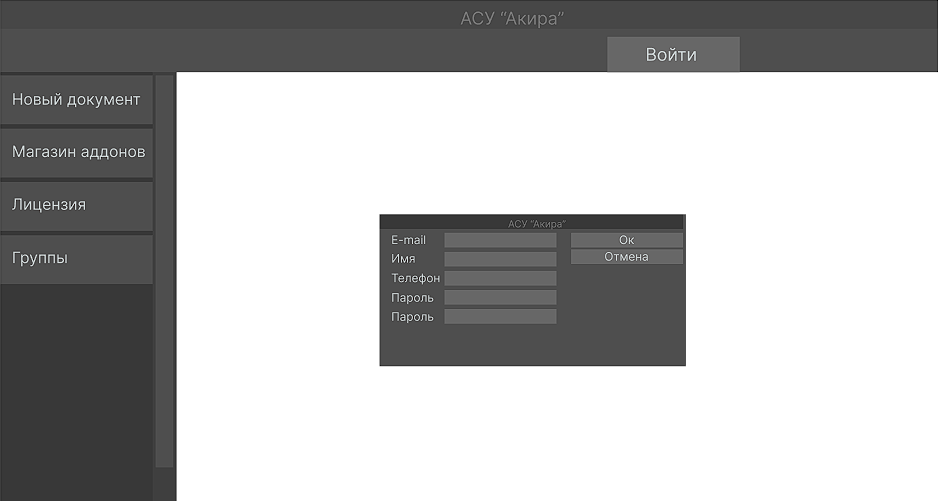 АСУ “Акира”
Войти
Новый документ
Магазин аддонов
Лицензия
Группы
АСУ “Акира”
E-mail
Ок
Имя
Отмена
Телефон
Пароль
Пароль